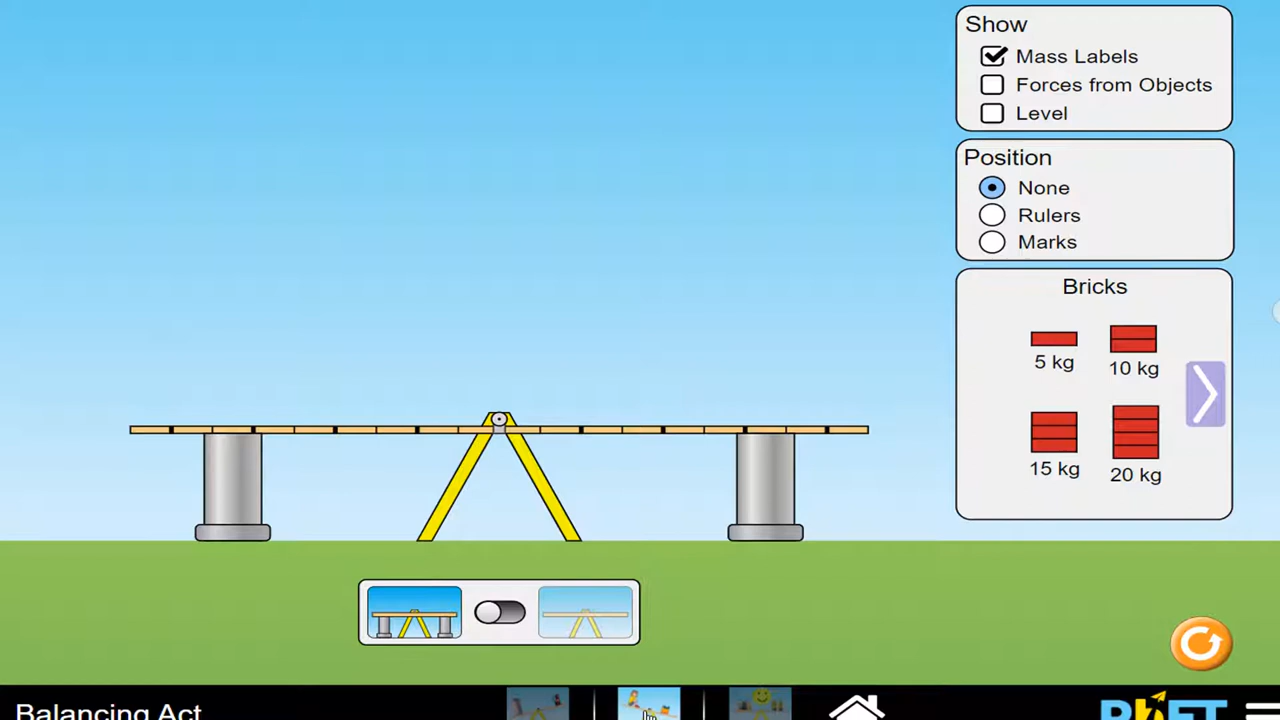 Show
Mass Labels
Forces from Objects
Level
Position
None
Rulers
Marks
Bricks
5 kg
10 kg
15 kg
20 kg
Balancing Act
PhET